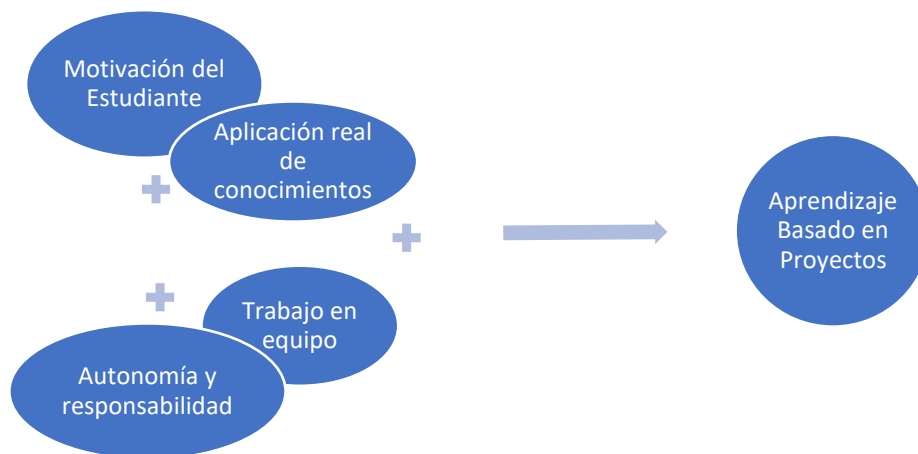 Motivación del
Estudiante
Aplicación real
de
conocimientos
Trabajo en
equipo
Autonomía y
responsabilidad
Aprendizaje
Basado en
Proyectos